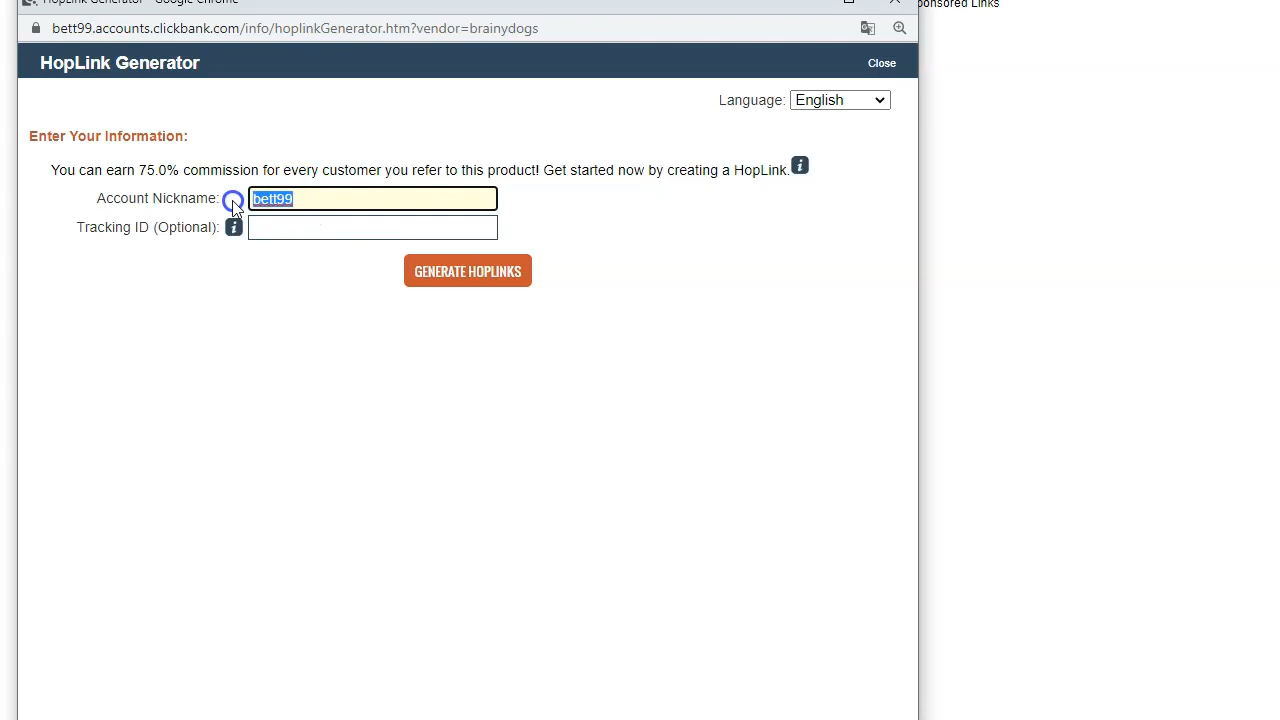 HopLink Generator - Google Chrome
ponsored Links
bett99.accounts.clickbank.com/info/hoplinkGenerator.htm?vendor=brainydogs
HopLink Generator
Close
Language: English
Enter Your Information:
You can earn 75.0% commission for every customer you refer to this product! Get started now by creating a HopLink.
Account Nickname: bett99
Tracking ID (Optional):
GENERATE HOPLINKS